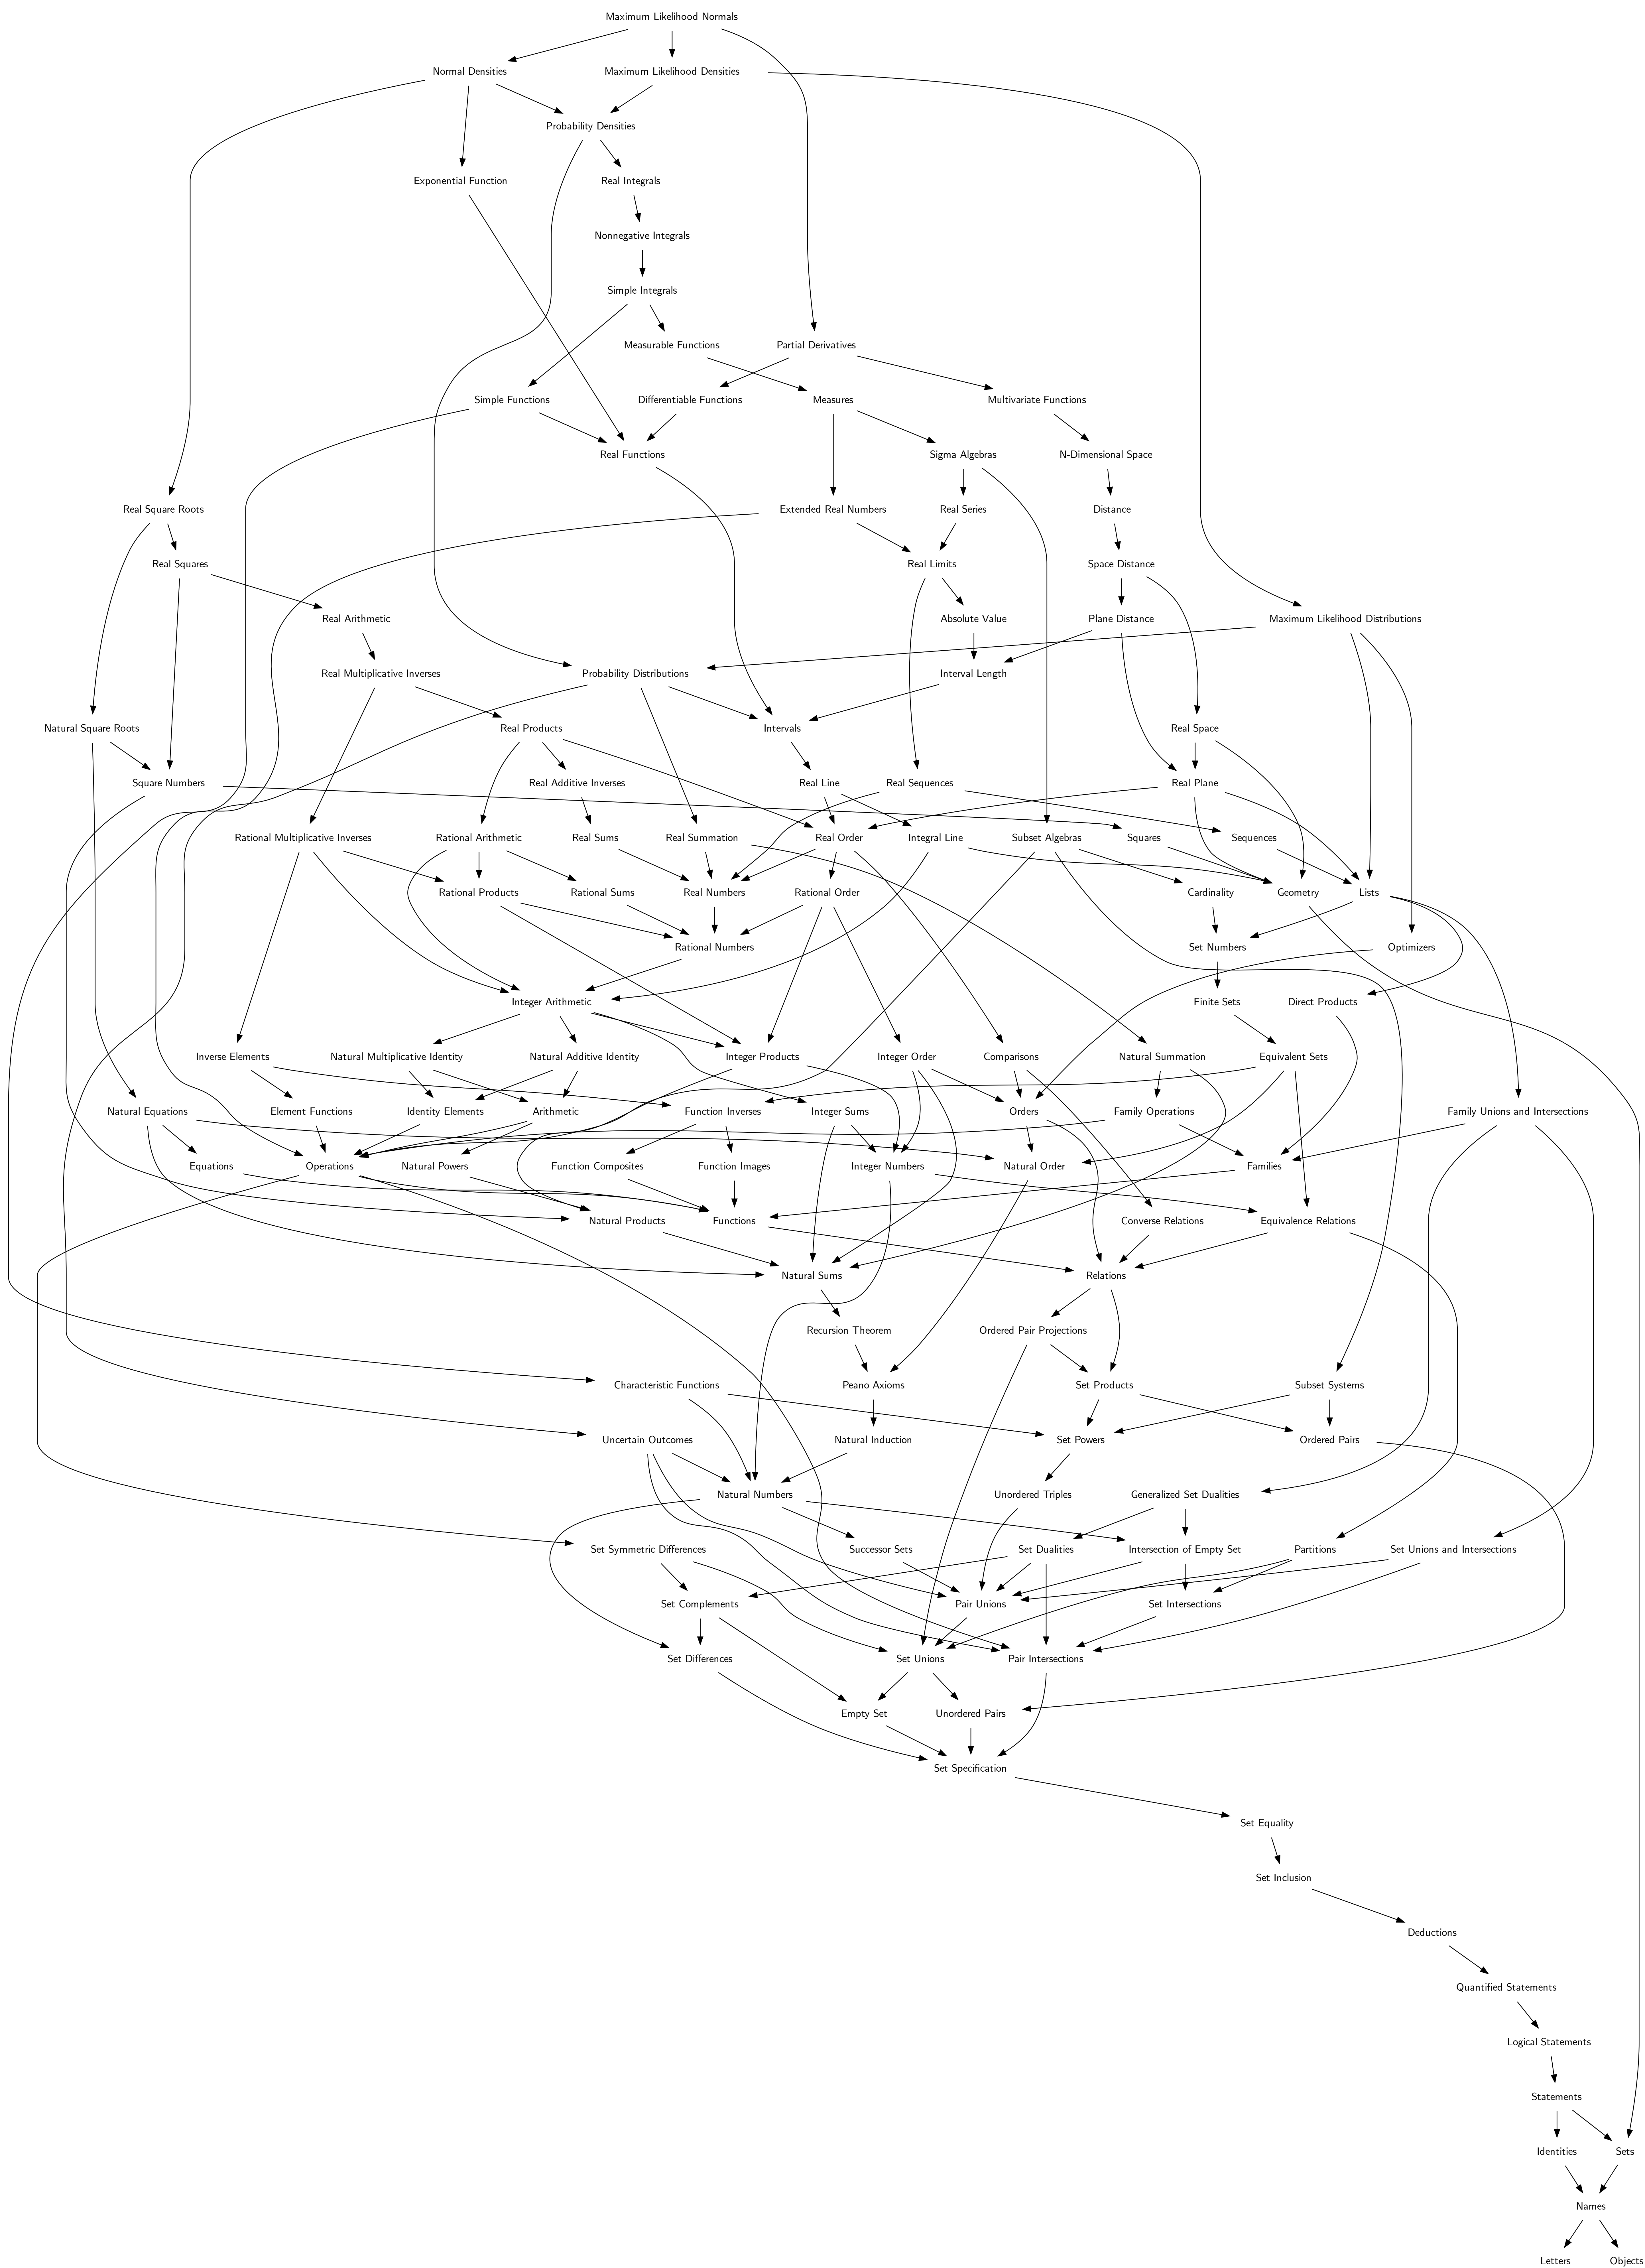 Maximum Likelihood Normals
Normal Densities
Maximum Likelihood Densities
Probability Densities
Exponential Function
Real Integrals
Nonnegative Integrals
Simple Integrals
Measurable Functions
Partial Derivatives
Simple Functions
Differentiable Functions
Measures
Multivariate Functions
Real Functions
Sigma Algebras
N-Dimensional Space
Real Square Roots
Extended Real Numbers
Real Series
Distance
Real Squares
Real Limits
Space Distance
Real Arithmetic
Absolute Value
Plane Distance
Maximum Likelihood Distributions
Real Multiplicative Inverses
Probability Distributions
Interval Length
Natural Square Roots
Real Products
Intervals
Real Space
Square Numbers
Real Additive Inverses
Real Line
Real Sequences
Real Plane
Rational Multiplicative Inverses
Rational Arithmetic
Real Sums
Real Summation
Real Order
Integral Line
Subset Algebras
Squares
Sequences
Rational Products
Rational Sums
Real Numbers
Rational Order
Cardinality
Geometry
Lists
Rational Numbers
Set Numbers
Optimizers
Integer Arithmetic
Finite Sets
Direct Products
Inverse Elements
Natural Multiplicative Identity
Natural Additive Identity
Integer Products
Integer Order
Comparisons
Natural Summation
Equivalent Sets
Natural Equations
Element Functions
Identity Elements
Arithmetic
Function Inverses
Integer Sums
Orders
Family Operations
Family Unions and Intersections
Equations
Operations
Natural Powers
Function Composites
Function Images
Integer Numbers
Natural Order
Families
Natural Products
Functions
Converse Relations
Equivalence Relations
Natural Sums
Relations
Recursion Theorem
Ordered Pair Projections
Characteristic Functions
Peano Axioms
Set Products
Subset Systems
Uncertain Outcomes
Natural Induction
Set Powers
Ordered Pairs
Natural Numbers
Unordered Triples
Generalized Set Dualities
Set Symmetric Differences
Successor Sets
Set Dualities
Intersection of Empty Set
Partitions
Set Unions and Intersections
Set Complements
Pair Unions
Set Intersections
Set Differences
Set Unions
Pair Intersections
Empty Set
Unordered Pairs
Set Specification
Set Equality
Set Inclusion
Deductions
Quantified Statements
Logical Statements
Statements
Identities
Sets
Names
Letters
Objects